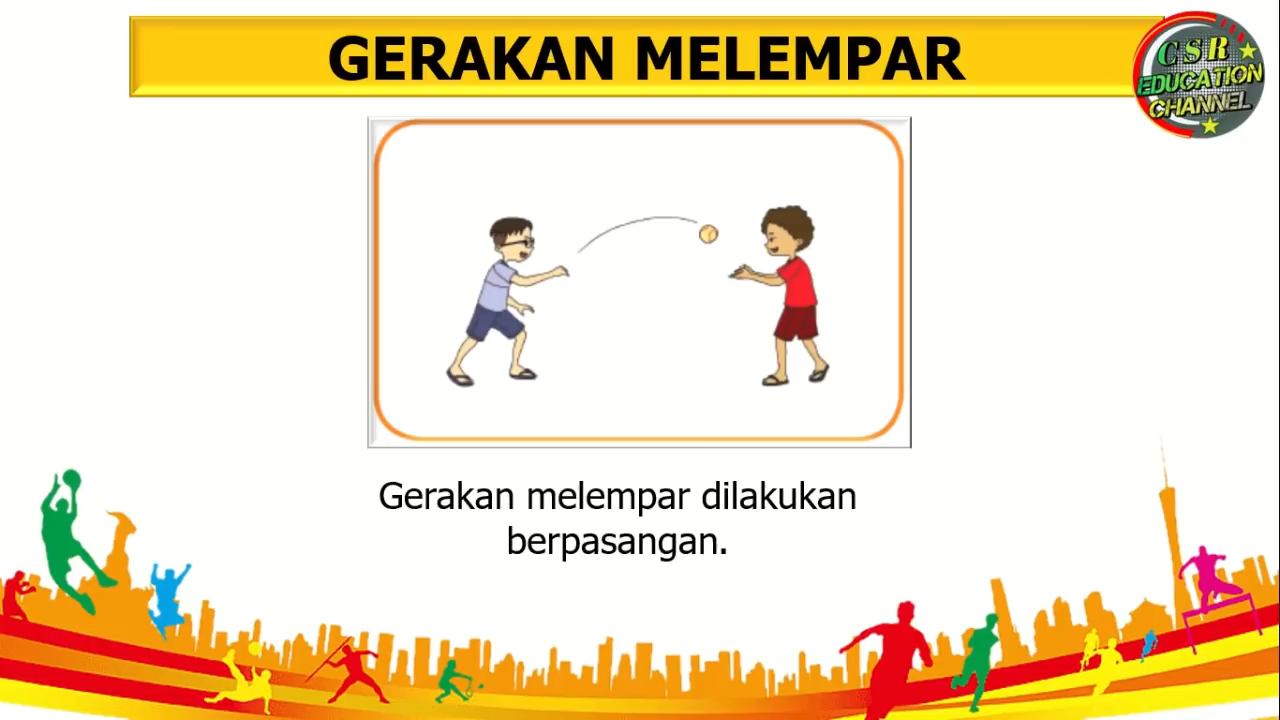 GERAKAN MELEMPAR
CSR
EDUCATION
CHANNEL
Gerakan melempar dilakukan
berpasangan.